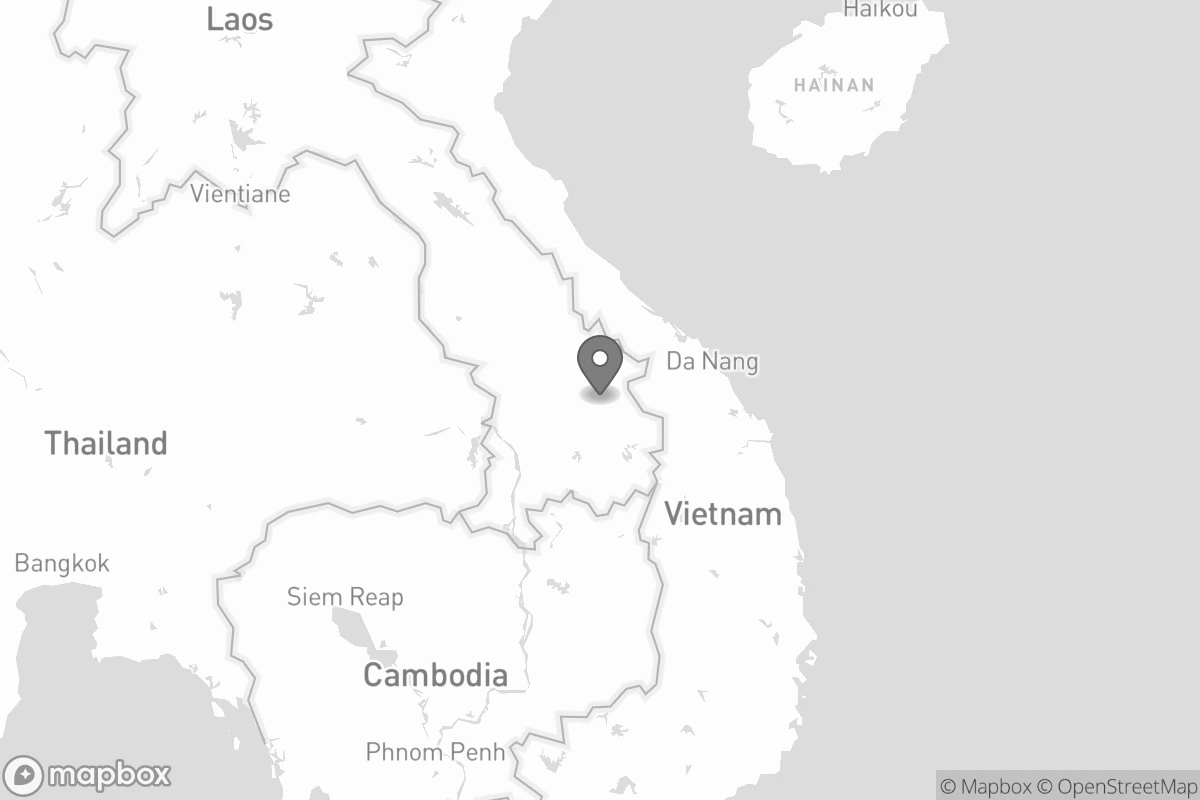 Laos
Haikou
HAINAN
Vientiane
Da Nang
Thailand
Vietnam
Bangkok
Siem Reap
Cambodia
Phnom Penh
mapbox
© Mapbox © OpenStreetMap